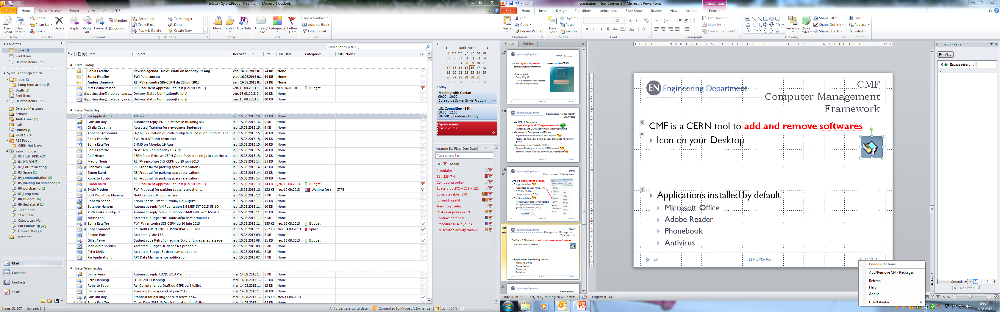 Inbox - Sylvie.Prodon@cern.ch - Microsoft Outlook
File Home Send / Receive Folder View Adobe PDF
New E-mail New Items
Ignore Clean Up Junk Delete
Reply Reply All Forward Meeting More
Secretariat To Manager
Team E-mail Done
Reply & Delete Create New
Move Rules OneNote
Unread/ Read Categorize Follow Up
Find a Contact
Address Book
Filter E-mail
New Delete Respond Quick Steps Move Tags Find
Favorites
Inbox (3)
Sent Items
Deleted Items (527)
Sylvie.Prodon@cern.ch
Inbox (3)
Long term actions [3]
Drafts [3]
Sent Items
Deleted Items (527)
Deleted Messages
Fellows
Junk E-mail [1]
mail
Outbox [1]
PICKFORD
RSS Feeds
CERN Hot News
Search Folders
00_HIGH PRIORITY
01_HR_VN [3]
02_Future meeting
03_Space [20]
04_communication [2]
05_waiting for someone [21]
06_purchasing [1]
07_Long term
08_Budget [36]
09_Secretariat [1]
10-To print
11-To read
Categorized Mail
For Follow Up [78]
Unread Mail (3)
Secretariat
Mail
Calendar
Contacts
Tasks
Items: 31'607 Unread: 3
Search Inbox (Ctrl+E)
From Subject Received Size Due Date Categories Instructions
Date: Today
Sonia Escaffre Revised agenda - Next ENMB on Monday 19 Aug ven. 16.08.2013 0... 24 KB None
Sonia Escaffre FW: Petit coucou ven. 16.08.2013 0... 19 KB None
Anders Unnervik RE: PV rencontre SIG-CERN du 20 juin 2013 ven. 16.08.2013 0... 39 KB None
Mats Wilhelmsson RE: Document Approval Request (1297011 v.0.1) ven. 16.08.2013 0... 16 KB ven. 16.08.2013 Budget
postmaster@blackberry.ora... Delivery Status Notification(Failure) ven. 16.08.2013 0... 10 KB None
postmaster@blackberry.ora... Delivery Status Notification(Failure) ven. 16.08.2013 0... 10 KB None
Date: Yesterday
Pm Applications APT alert jeu. 15.08.2013 16... 13 KB None
Ghislain Roy Automatic reply: EN-ICE offices in building 864 jeu. 15.08.2013 16... 9 KB None
Ofelia Capatina Accepted: Training for newcomers September jeu. 15.08.2013 15... 9 KB None
Annabel Anxionnaz EN/ MEF- Création du code budgétaire 55129 pour Projet EU e... jeu. 15.08.2013 15... 20 KB None
Sonia Escaffre FW: Next KT fund committee jeu. 15.08.2013 15... 19 KB None
Sonia Escaffre ENMB on Monday 19 Aug jeu. 15.08.2013 15... 26 KB None
Sonia Escaffre Next ENMB on Monday 19 Aug jeu. 15.08.2013 15... 28 KB None
Rolf Heuer CERN Press Release: CERN Open Days: bookings to visit the u... jeu. 15.08.2013 15... 28 KB None
Mauro Nonis RE: PV rencontre SIG-CERN du 20 juin 2013 jeu. 15.08.2013 14... 35 KB None
Francois Duval RE: Proposal for parking space reservations... jeu. 15.08.2013 14... 41 KB None
Simon Baird RE: Proposal for parking space reservations... jeu. 15.08.2013 14... 13 KB None
Roberto Losito RE: Proposal for parking space reservations... jeu. 15.08.2013 14... 19 KB None
Simon Baird RE: Document Approval Request (1297011 v.0.1) jeu. 15.08.2013 13... 14 KB jeu. 15.08.2013 Budget
Sylvie Prodon FW: Proposal for parking space reservations... jeu. 15.08.2013 12... 132 KB jeu. 12.09.2013 Waiting for s... GTPE
EDH Workflow Manager Notification EDH Journalière jeu. 15.08.2013 12... 7 KB None
Roberto Saban ENMB Special Event: Birthdays in August jeu. 15.08.2013 11... 15 KB None
Susanne Hansen Automatic reply: VN Publication EN-MEF-INT-2013-58-LD jeu. 15.08.2013 11... 10 KB None
Antti Heikki Lindqvist Automatic reply: VN Publication EN-MEF-INT-2013-58-LD jeu. 15.08.2013 11... 11 KB None
Yacine Kadi Accepted: Budget HIE Isolde-dépenses probables jeu. 15.08.2013 11... 8 KB None
Sonia Escaffre FW: PV rencontre SIG-CERN du 20 juin 2013 jeu. 15.08.2013 11... 885 KB jeu. 15.08.2013 Budget
Roger Girardot COHABITATION ENTREE PRINCIPALE-B CERN jeu. 15.08.2013 11... 252 KB mer. 04.09.2013 Space
Ramon Folch Acceptat: Visite 132 jeu. 15.08.2013 09... 8 KB None
Gilles Favre Budget code Retrofit machine Eckold formage/redressage jeu. 15.08.2013 08... 11 KB jeu. 15.08.2013 Budget
Jean-Marc Soudan Accepted: Budget HE dépenses probables jeu. 15.08.2013 08... 9 KB None
Peter Meijer Accepted: Budget EL dépenses probables jeu. 15.08.2013 08... 8 KB None
Pm Applications APT Data Maintenance notification jeu. 15.08.2013 07... 7 KB None
Date: Wednesday
Elvina Perrin Automatic reply: LD2IC 2013 Planning mer. 14.08.2013 1... 8 KB None
Ccrb Planning LD2IC 2013 Planning mer. 14.08.2013 1... 21 KB None
Roberto Saban Re: Compte-rendu Draft du GTPE du 4 juillet mer. 14.08.2013 1... 13 KB None
Elvina Perrin Planning holidays end of year 2013 mer. 14.08.2013 1... 28 KB None
Ghislain Roy Proposal for parking space reservations... mer. 14.08.2013 1... 123 KB mer. 14.08.2013
Sonia Escaffre Open Days 2013: Safety Information for Visitors mer. 14.08.2013 1... 62 KB None
All folders are up to date. Connected to Microsoft Exchange 100%
août 2013
lu ma me je ve sa di
29 30 31 1 2 3 4
5 6 7 8 9 10 11
12 13 14 15 16 17 18
19 20 21 22 23 24 25
26 27 28 29 30 31 1
2 3 4 5 6 7 8
Today
Meeting with Gaetan
09:00 - 10:00
Bureau de Sylvie; Sylvie Prodon
LS1 Committee - 18th
10:00 - 12:00
30/7-010; Frederick Bordry
Space issues
14:30 - 17:30
Arrange By: Flag: Due Date
Type a new task
Today
Inventaire
Bât. 226 (PH)
Computing policy
Space bldg 272 + 252 + 131
EL parc à câble - 879
EL building 904
Transitory codes
OC4 - Car policy in EN
Contract database
Procédure mise à jour APT
EN Desktop activity follow-...
Presentation - New Comers 2 - Microsoft PowerPoint
Picture Tools
File Home Insert Design Transitions Animations Slide Show Review View Acrobat Format
Paste Cut Copy Format Painter
New Slide Layout Reset Section
27
Text Direction
Align Text
Convert to SmartArt
Arrange Quick Styles
Shape Fill
Shape Outline
Shape Effects
Find
Replace
Select
Clipboard Slides Font Paragraph Drawing Editing
Slides Outline
17
Engineering Department
NICE Account
Your login and password to connect to the CERN computing environment
How to get it
Go to bldg 55
Give a personal e-mail address
Pass the computer test
18
Engineering Department
Connecting to the CERN Network
Via CERN Computer
Login with your NICE login & password
Windows7 and CERN network are already configured
Via personal Computer and Phone
Register your device in the CERN database
Possible to have your e-mails on your phone (see newcomers guide)
Connexion from Outside CERN
Remote Desktop to access to CERN network
Terminal server to access to your CERN computer
19
Engineering Department
DFS
Distributed File System
DFS is a data storage space
For private data
Associated to your NICE login
A "Public" folder
Memory quota is 2 Go
For shared data
Access CERN data server (folders for applications, departments, groups, experiments, etc.)
20
Engineering Department
CMF
Computer Management
Framework
CMF is a CERN tool to add and remove softwares
Icon on your Desktop
Applications installed by default
Microsoft Office
Adobe Reader
Phonebook
Antivirus
21
Engineering Department
Phonebook
EN Engineering Department
CMF
Computer Management
Framework
0
CMF is a CERN tool to add and remove softwares
0
Icon on your Desktop
1
Applications installed by default
Microsoft Office
Adobe Reader
Phonebook
Antivirus
20 EN-GMS-Adm 01.07.2013
Animation Pane
Play
0 Espace réserv...
Seconds 0 2
Re-Order
Pending Actions
Add/Remove CMF Packages
Refresh
Help
About
CERN Alerter
Slide 20 of 27 "EN_Dep_Training New Comers" English (U.K.) 91%
09:43
16.08.2013